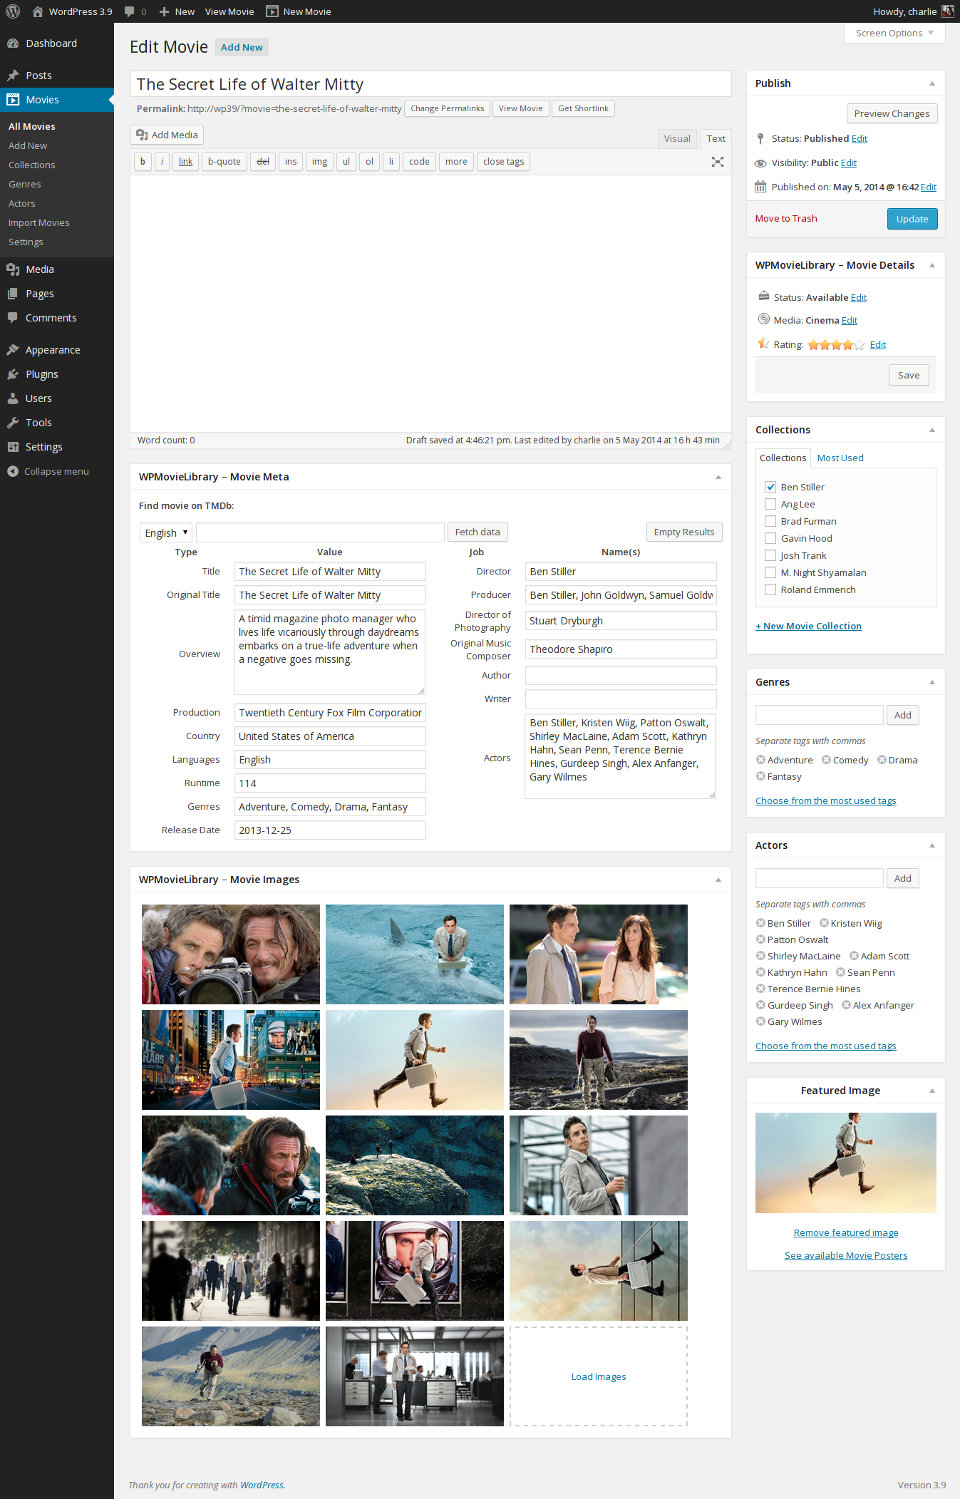 WordPress 3.9 0 New View Movie New Movie Howdy, charlie
Dashboard
Posts
Movies
All Movies
Add New
Collections
Genres
Actors
Import Movies
Settings
Media
Pages
Comments
Appearance
Plugins
Users
Tools
Settings
Collapse menu
Screen Options
Edit Movie Add New
The Secret Life of Walter Mitty
Permalink: http://wp39/?movie=the-secret-life-of-walter-mitty Change Permalinks View Movie Get Shortlink
Add Media
Visual Text
b i link b-quote del ins img ul ol li code more close tags
Word count: 0 Draft saved at 4:46:21 pm. Last edited by charlie on 5 May 2014 at 16 h 43 min
WPMovieLibrary – Movie Meta
Find movie on TMDb:
English Fetch data Empty Results
Type Value
Title The Secret Life of Walter Mitty
Original Title The Secret Life of Walter Mitty
Overview
A timid magazine photo manager who
lives life vicariously through daydreams
embarks on a true-life adventure when
a negative goes missing.
Production Twentieth Century Fox Film Corporation
Country United States of America
Languages English
Runtime 114
Genres Adventure, Comedy, Drama, Fantasy
Release Date 2013-12-25
Job Name(s)
Director Ben Stiller
Producer Ben Stiller, John Goldwyn, Samuel Goldw
Director of
Photography
Stuart Dryburgh
Original Music
Composer
Theodore Shapiro
Author
Writer
Actors
Ben Stiller, Kristen Wiig, Patton Oswalt,
Shirley MacLaine, Adam Scott, Kathryn
Hahn, Sean Penn, Terence Bernie
Hines, Gurdeep Singh, Alex Anfanger,
Gary Wilmes
WPMovieLibrary – Movie Images
Load Images
Publish
Preview Changes
Status: Published Edit
Visibility: Public Edit
Published on: May 5, 2014 @ 16:42 Edit
Move to Trash Update
WPMovieLibrary – Movie Details
Status: Available Edit
Media: Cinema Edit
Rating: Edit
Save
Collections
Collections Most Used
Ben Stiller
Ang Lee
Brad Furman
Gavin Hood
Josh Trank
M. Night Shyamalan
Roland Emmerich
+ New Movie Collection
Genres
Add
Separate tags with commas
Adventure Comedy Drama
Fantasy
Choose from the most used tags
Actors
Add
Separate tags with commas
Ben Stiller Kristen Wiig
Patton Oswalt
Shirley MacLaine Adam Scott
Kathryn Hahn Sean Penn
Terence Bernie Hines
Gurdeep Singh Alex Anfanger
Gary Wilmes
Choose from the most used tags
Featured Image
Remove featured image
See available Movie Posters
Thank you for creating with WordPress. Version 3.9